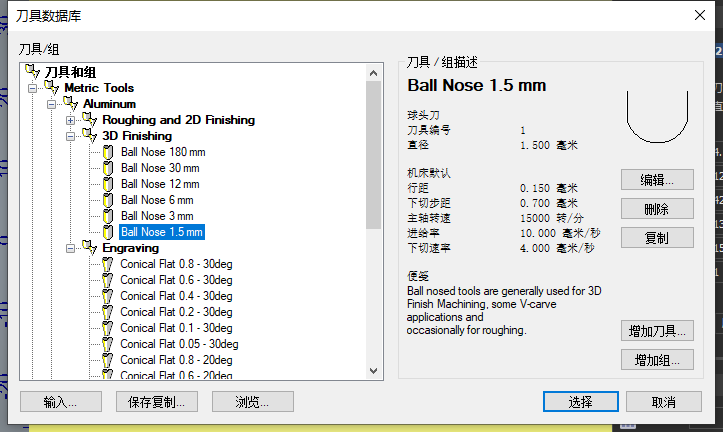 刀具数据库
刀具/组
刀具和组
Metric Tools
Aluminum
Roughing and 2D Finishing
3D Finishing
Ball Nose 180 mm
Ball Nose 30 mm
Ball Nose 12 mm
Ball Nose 6 mm
Ball Nose 3 mm
Ball Nose 1.5 mm
Engraving
Conical Flat 0.8 - 30deg
Conical Flat 0.6 - 30deg
Conical Flat 0.4 - 30deg
Conical Flat 0.2 - 30deg
Conical Flat 0.1 - 30deg
Conical Flat 0.05 - 30deg
Conical Flat 0.8 - 20deg
Conical Flat 0.6 - 20deg
刀具 / 组描述
Ball Nose 1.5 mm
球头刀
刀具编号 1
直径 1.500 毫米
机床默认
行距 0.150 毫米
下切步距 0.700 毫米
主轴转速 15000 转/分
进给率 10.000 毫米/秒
下切速率 4.000 毫米/秒
便笺
Ball nosed tools are generally used for 3D
Finish Machining, some V-carve
applications and
occasionally for roughing.
编辑...
删除
复制
增加刀具...
增加组...
输入...
保存复制...
浏览...
选择
取消